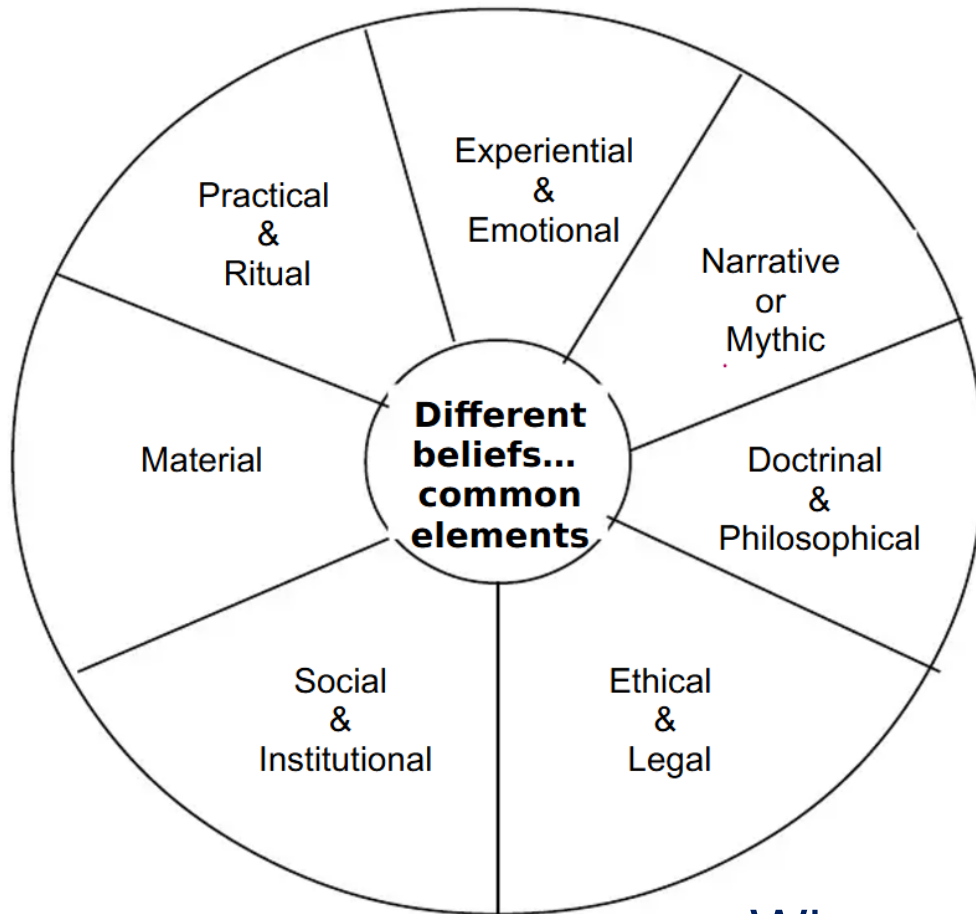 Experiential
&
Emotional
Practical
&
Ritual
Narrative
or
Mythic
Different
beliefs...
common
elements
Material
Doctrinal
&
Philosophical
Social
&
Institutional
Ethical
&
Legal